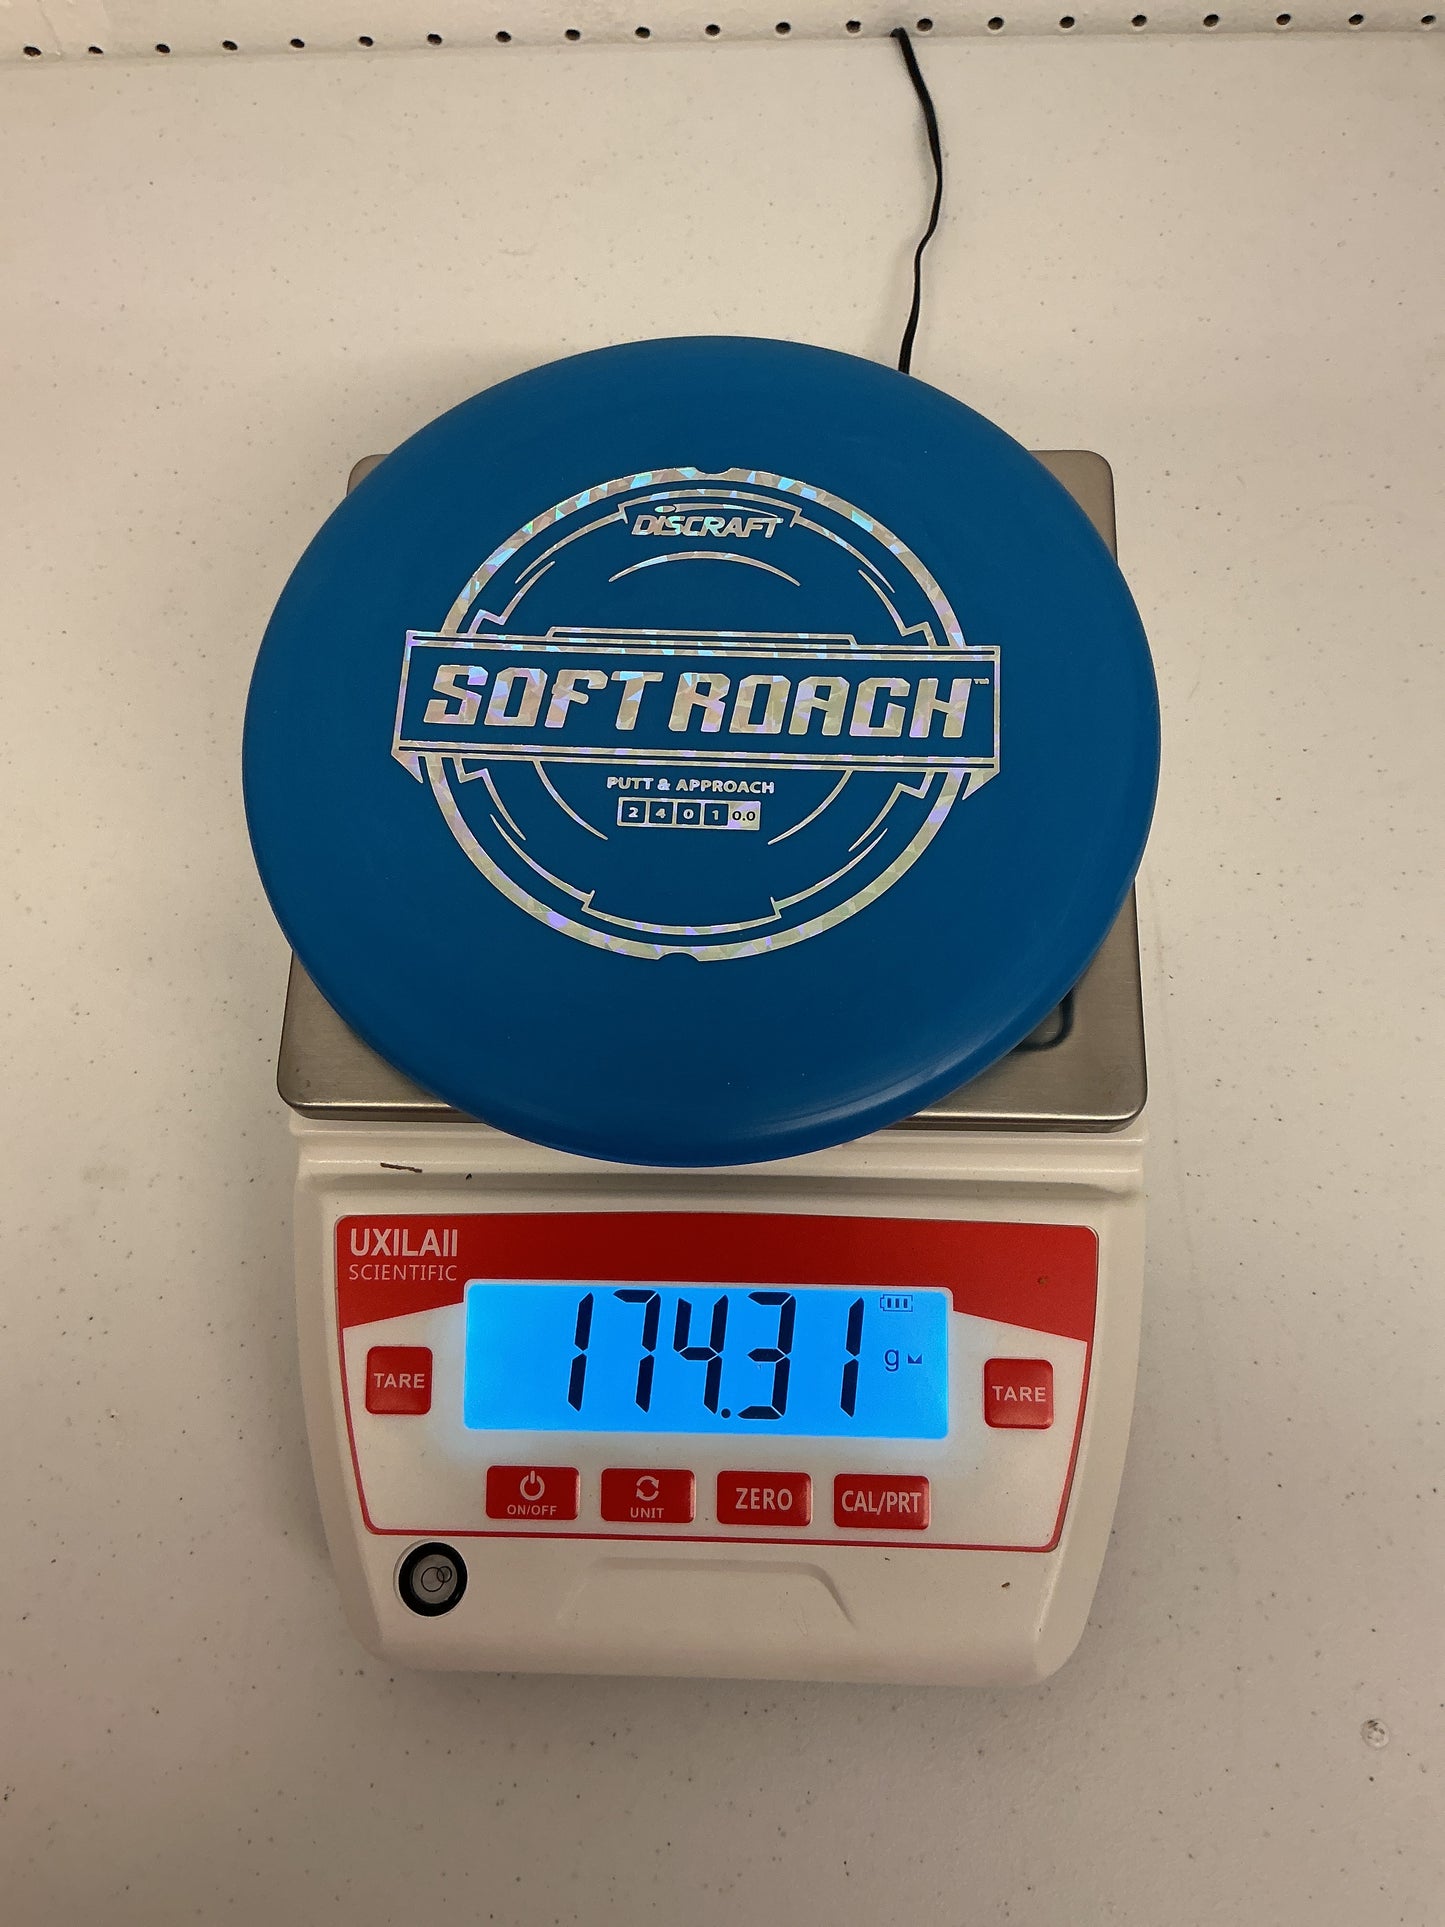 DISCRAFT
SOFT ROACH™
PUTT & APPROACH
2 4 0 1 0.0
UXILAII
SCIENTIFIC
174.31 g
TARE
TARE
ON/OFF
UNIT
ZERO
CAL/PRT